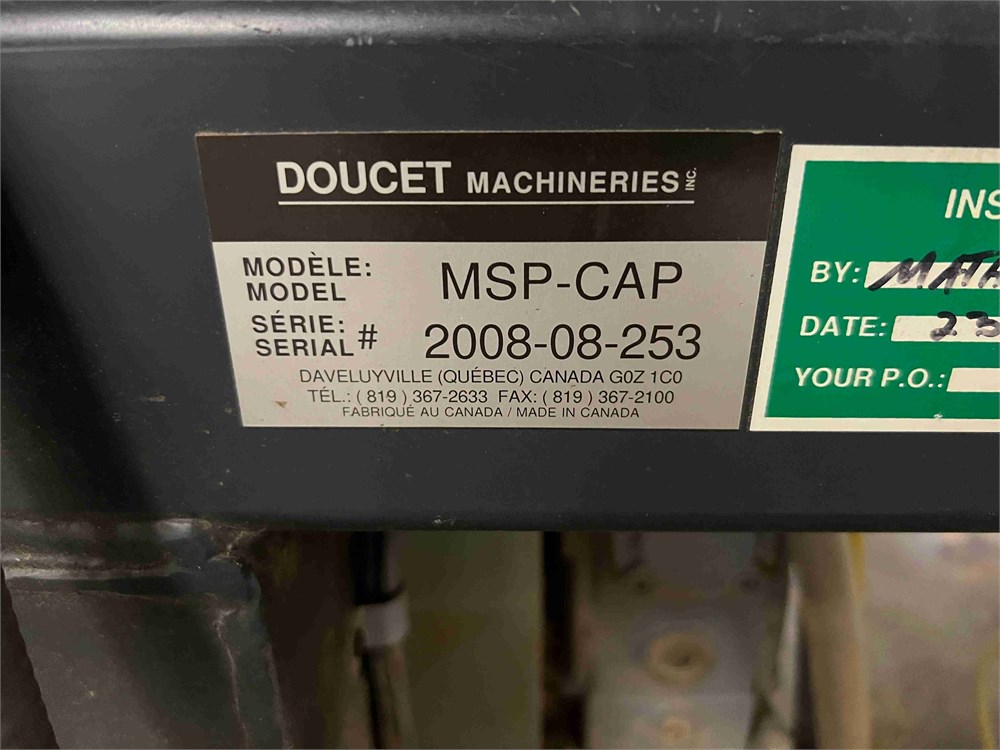 DOUCET MACHINERIES INC.
MODÈLE:
MODEL
MSP-CAP
SÉRIE:
SERIAL #
2008-08-253
DAVELUYVILLE (QUÉBEC) CANADA G0Z 1C0
TÉL.: ( 819 ) 367-2633 FAX: ( 819 ) 367-2100
FABRIQUÉ AU CANADA / MADE IN CANADA
BY:
DATE: 23
YOUR P.O.: